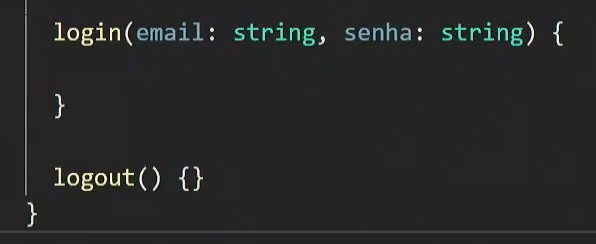 login(email: string, senha: string) {
}
logout() {}
}